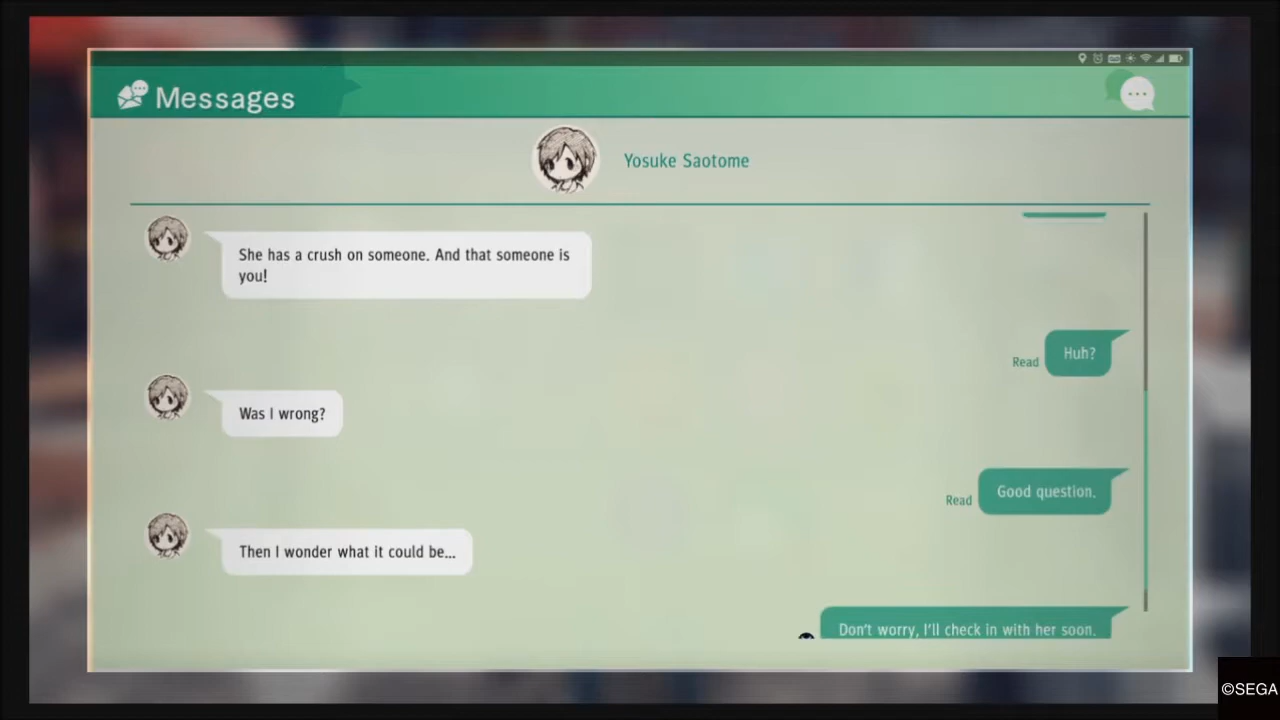 Messages
Yosuke Saotome
She has a crush on someone. And that someone is
you!
Read
Huh?
Was I wrong?
Read
Good question.
Then I wonder what it could be...
Don't worry, I'll check in with her soon.
©SEGA